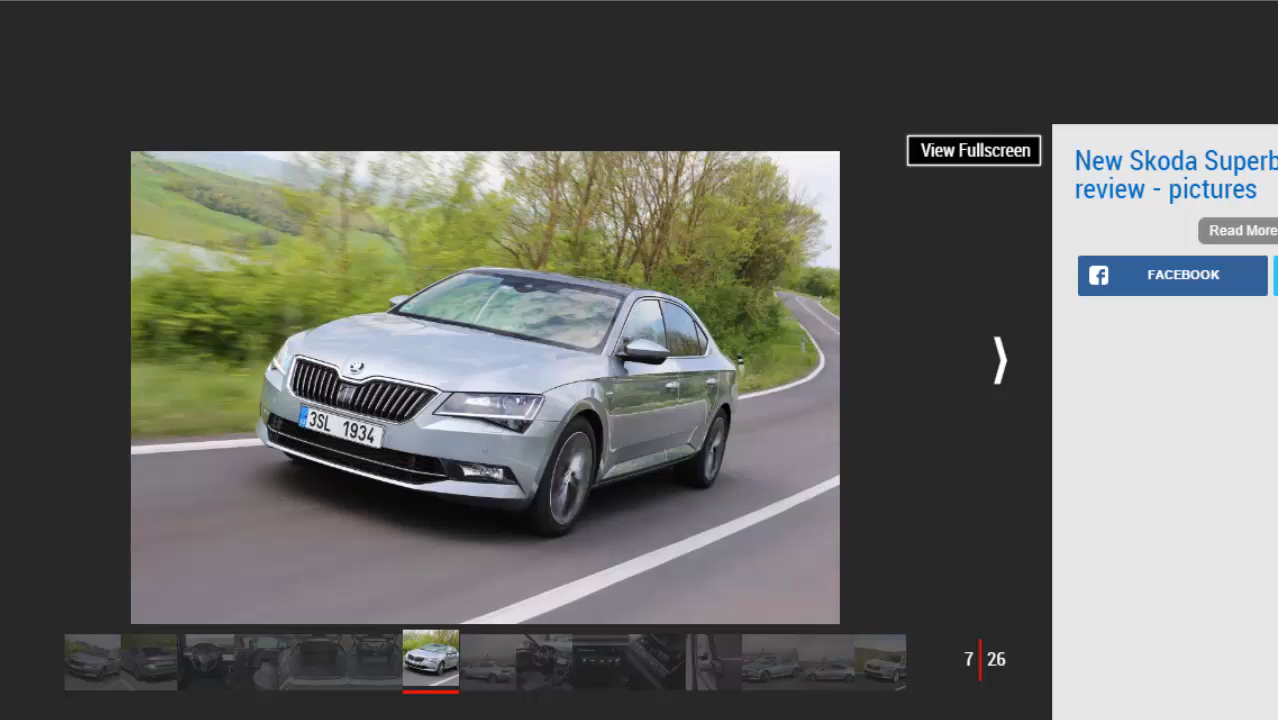 View Fullscreen
New Skoda Superb
review - pictures
Read More
FACEBOOK
3SL 1934
7 26